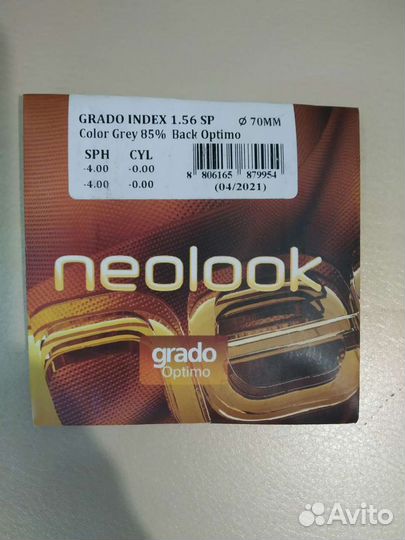 GRADO INDEX 1.56 SP Ø 70MM
Color Grey 85% Back Optimo
SPH CYL
-4.00 -0.00
-4.00 -0.00
8 806165 879954
(04/2021)
neolook
grado
Optimo
Avito